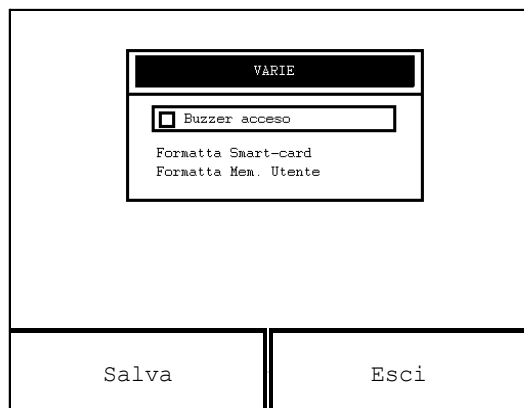 VARIE
Buzzer acceso
Formatta Smart-card
Formatta Mem. Utente
Salva
Esci